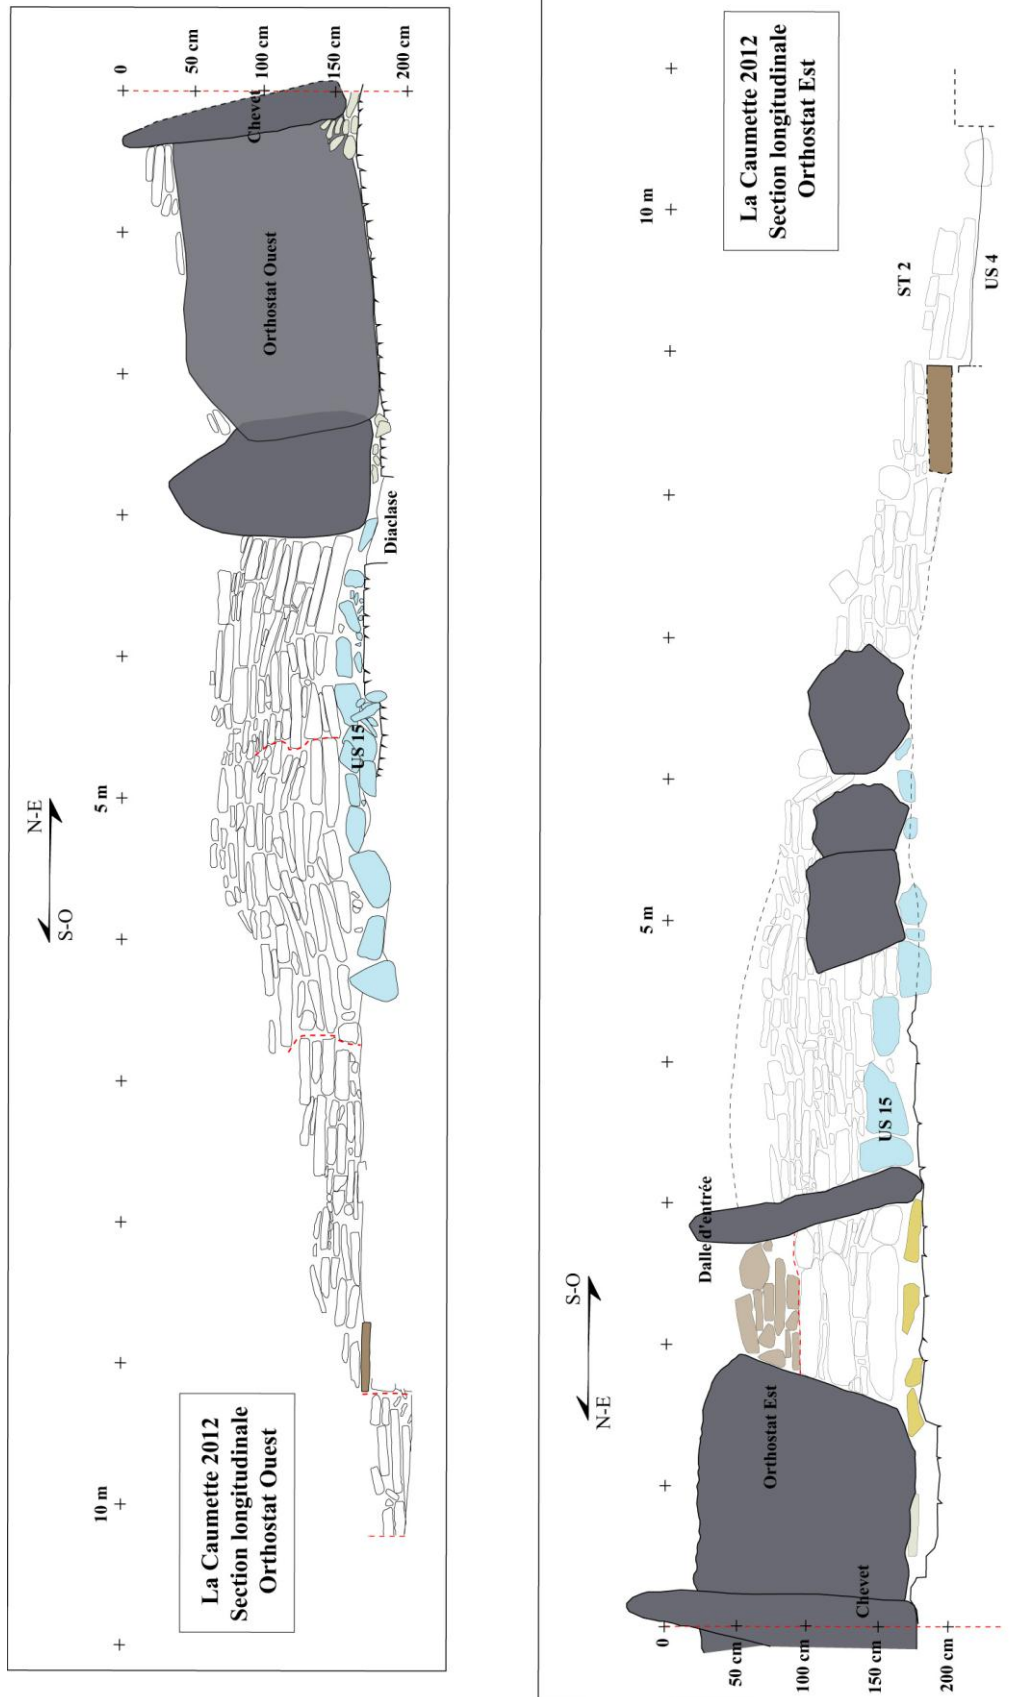 0
50 cm
100 cm
150 cm
200 cm
Chevet
Orthostat Ouest
Diaclase
US 15
N-E
S-O
5 m
10 m
La Caumette 2012
Section longitudinale
Orthostat Ouest
La Caumette 2012
Section longitudinale
Orthostat Est
10 m
ST 2
US 4
5 m
US 15
Dalle d'entrée
S-O
N-E
Orthostat Est
Chevet
0
50 cm
100 cm
150 cm
200 cm